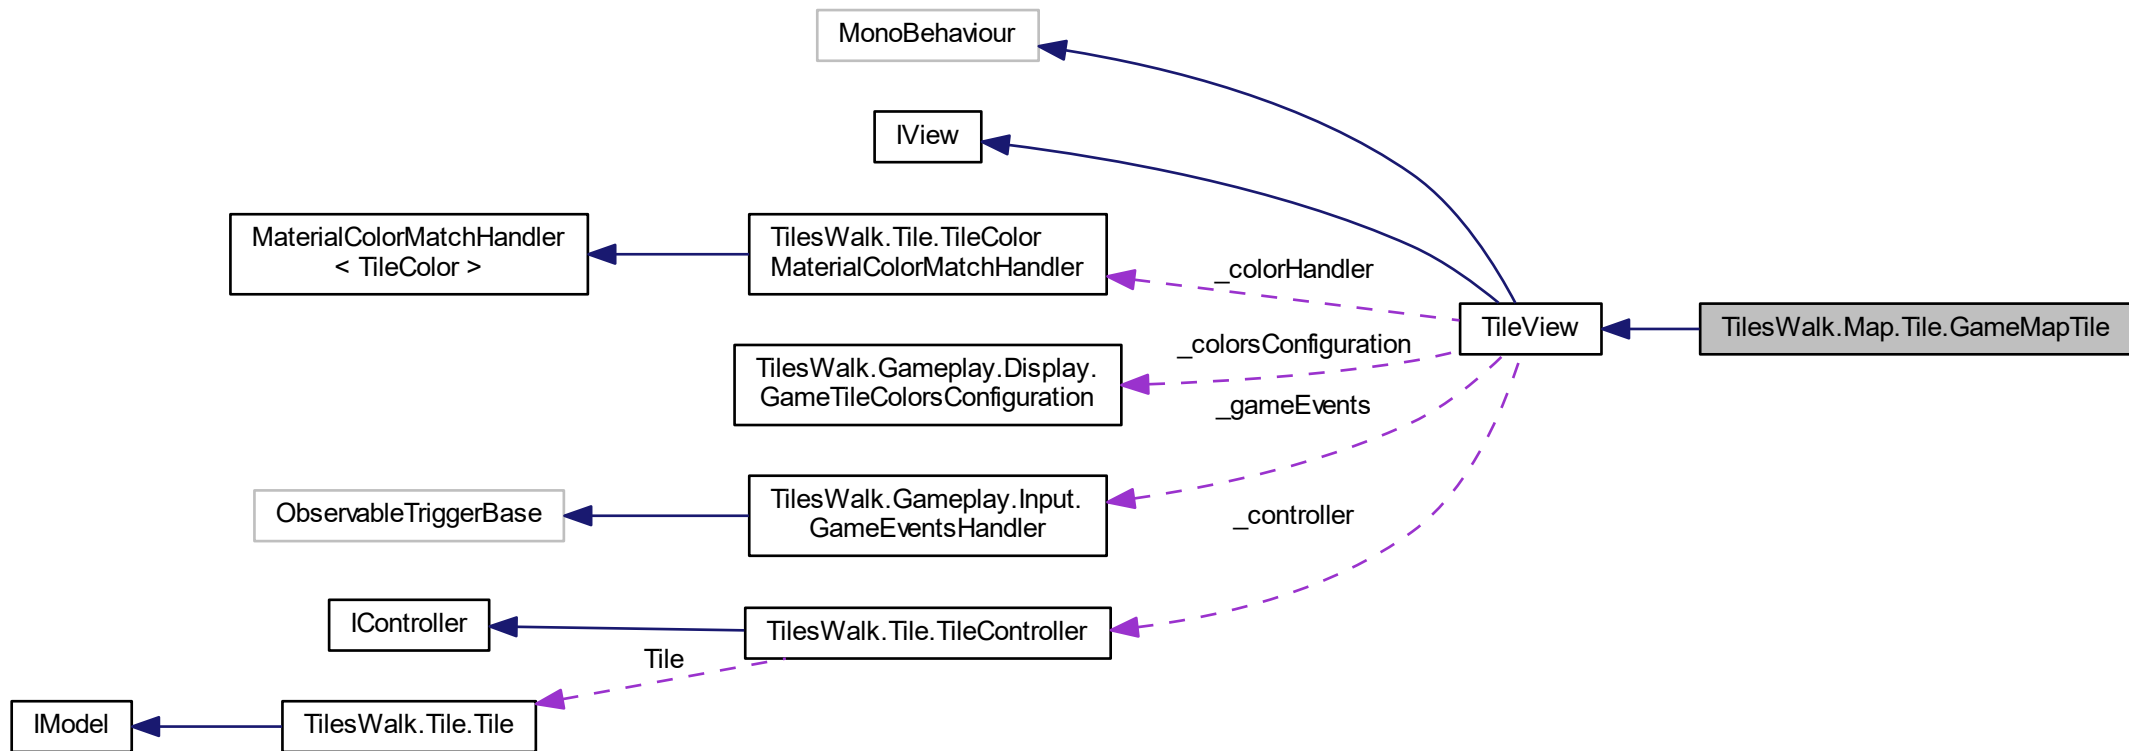 MonoBehaviour
IView
MaterialColorMatchHandler
< TileColor >
TilesWalk.Tile.TileColor
MaterialColorMatchHandler
_colorHandler
TileView
TilesWalk.Map.Tile.GameMapTile
_colorsConfiguration
TilesWalk.Gameplay.Display.
GameTileColorsConfiguration
_gameEvents
ObservableTriggerBase
TilesWalk.Gameplay.Input.
GameEventsHandler
_controller
IController
TilesWalk.Tile.TileController
Tile
IModel
TilesWalk.Tile.Tile